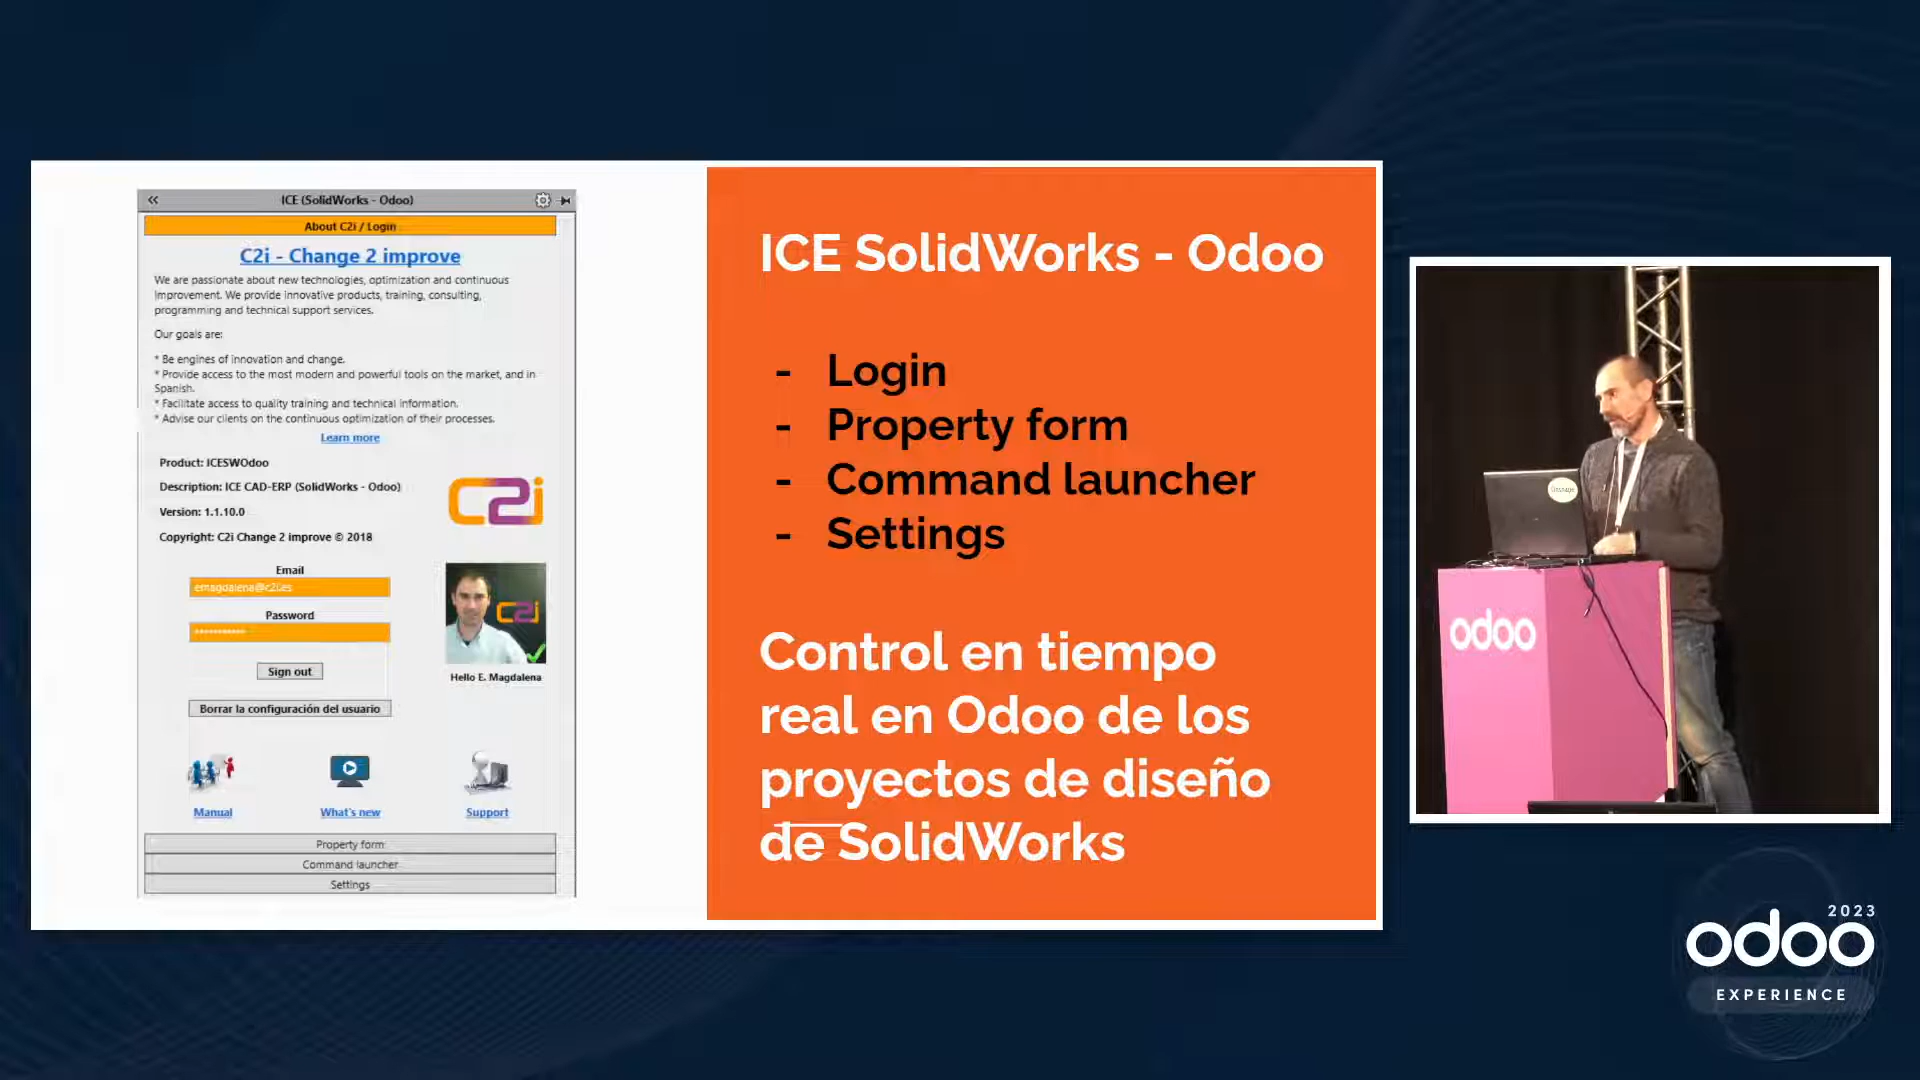 ICE (SolidWorks - Odoo)
About C2i / Login
C2i - Change 2 improve
We are passionate about new technologies, optimization and continuous
improvement. We provide innovative products, training, consulting,
programming and technical support services.
Our goals are:
* Be engines of innovation and change.
* Provide access to the most modern and powerful tools on the market, and in
Spanish.
* Facilitate access to quality training and technical information.
* Advise our clients on the continuous optimization of their processes.
Learn more
Product: ICESWOdoo
Description: ICE CAD-ERP (SolidWorks - Odoo)
Version: 1.1.10.0
Copyright: C2i Change 2 improve © 2018
C2i
Email
emagdalena@c2i.es
Password
Sign out
C2i
Hello E. Magdalena
Borrar la configuración del usuario
Manual
What's new
Support
Property form
Command launcher
Settings
ICE SolidWorks - Odoo
- Login
- Property form
- Command launcher
- Settings
Control en tiempo
real en Odoo de los
proyectos de diseño
de SolidWorks
odoo
2023
odoo
EXPERIENCE